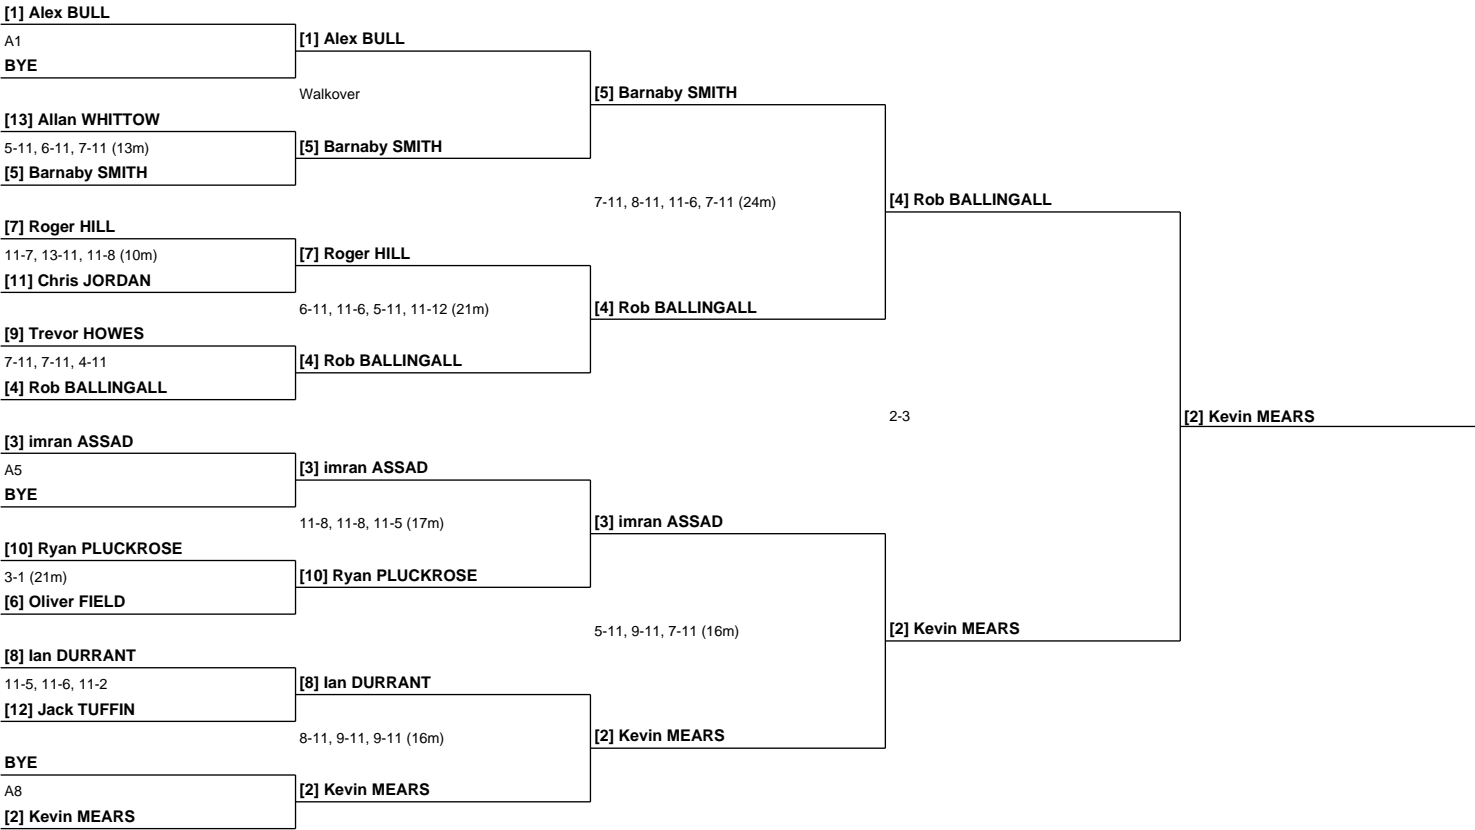 [1] Alex BULL
A1
BYE
[13] Allan WHITTOW
5-11, 6-11, 7-11 (13m)
[5] Barnaby SMITH
[7] Roger HILL
11-7, 13-11, 11-8 (10m)
[11] Chris JORDAN
[9] Trevor HOWES
7-11, 7-11, 4-11
[4] Rob BALLINGALL
[3] imran ASSAD
A5
BYE
[10] Ryan PLUCKROSE
3-1 (21m)
[6] Oliver FIELD
[8] Ian DURRANT
11-5, 11-6, 11-2
[12] Jack TUFFIN
BYE
A8
[2] Kevin MEARS
[1] Alex BULL
Walkover
[5] Barnaby SMITH
[7] Roger HILL
6-11, 11-6, 5-11, 11-12 (21m)
[4] Rob BALLINGALL
[3] imran ASSAD
11-8, 11-8, 11-5 (17m)
[10] Ryan PLUCKROSE
[8] Ian DURRANT
8-11, 9-11, 9-11 (16m)
[2] Kevin MEARS
[5] Barnaby SMITH
7-11, 8-11, 11-6, 7-11 (24m)
[4] Rob BALLINGALL
[3] imran ASSAD
5-11, 9-11, 7-11 (16m)
[2] Kevin MEARS
[4] Rob BALLINGALL
2-3
[2] Kevin MEARS
[2] Kevin MEARS